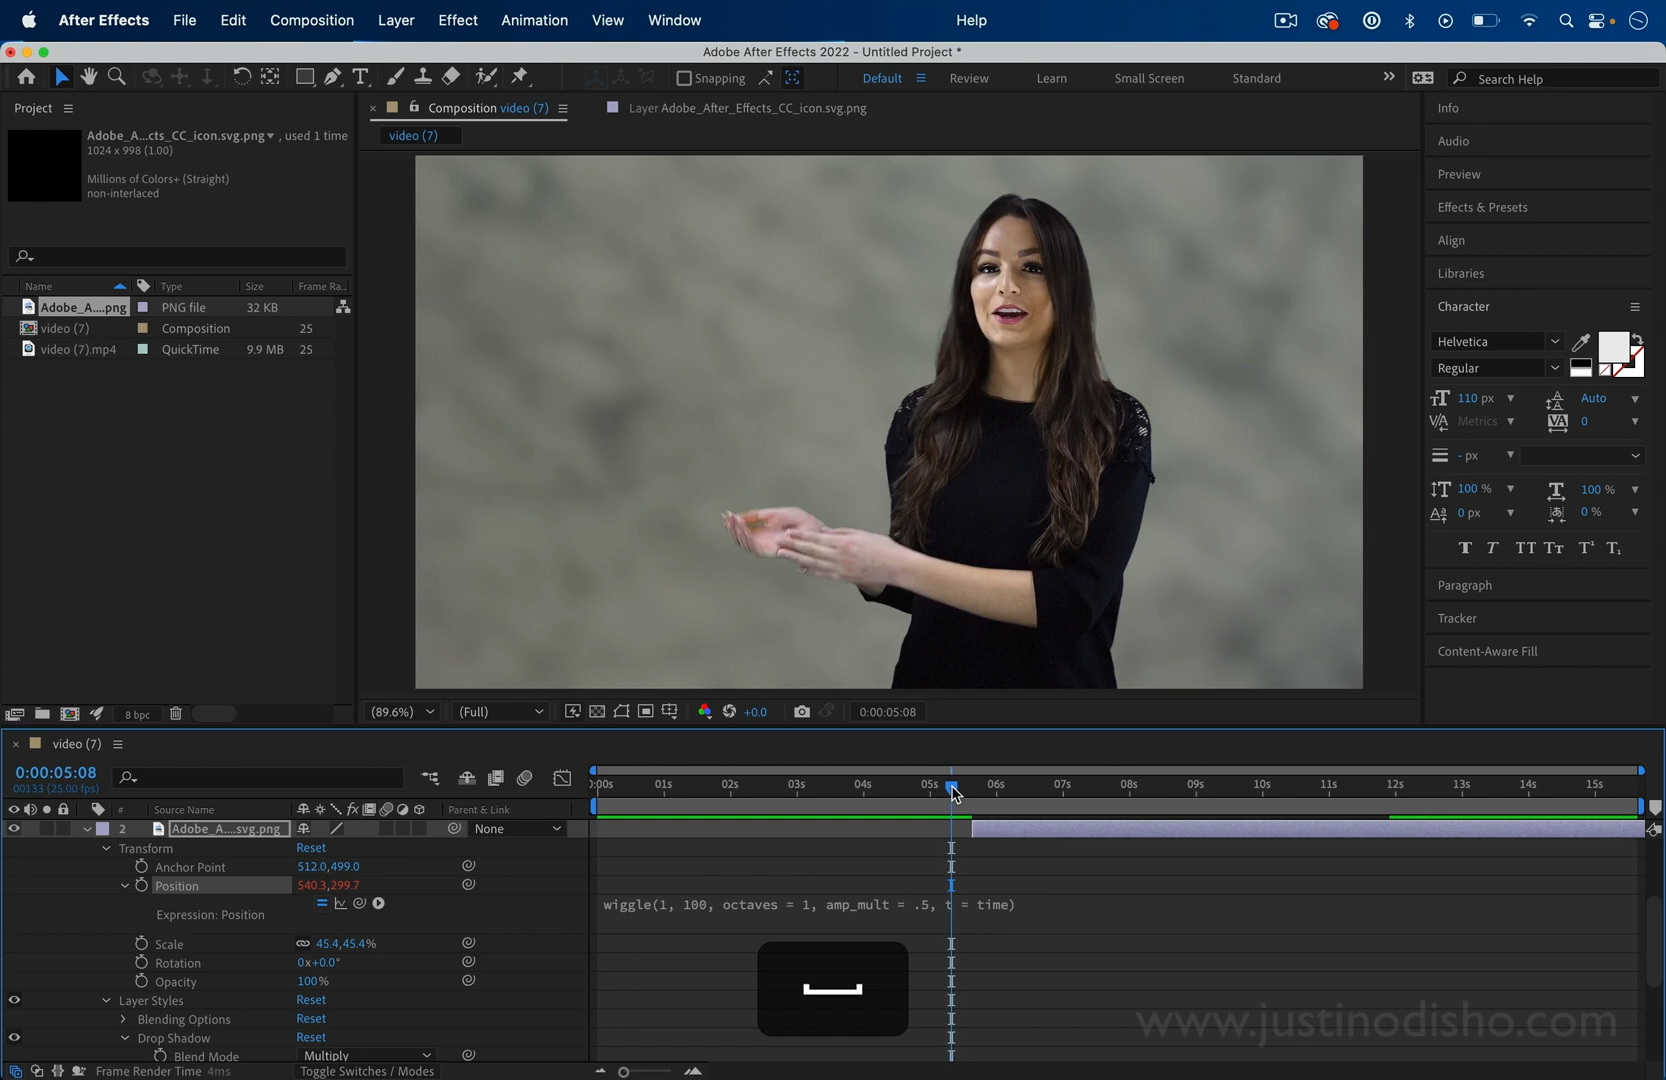 After Effects File Edit Composition Layer Effect Animation View Window Help
Adobe After Effects 2022 - Untitled Project *
Snapping Default Review Learn Small Screen Standard Search Help
Project
Adobe_A...cts_CC_icon.svg.png , used 1 time
1024 x 998 (1.00)
Millions of Colors+ (Straight)
non-interlaced
Composition video (7)
Layer Adobe_After_Effects_CC_icon.svg.png
video (7)
Name Type Size Frame Ra...
Adobe_A....png PNG file 32 KB
video (7) Composition 25
video (7).mp4 QuickTime 9.9 MB 25
8 bpc
(89.6%) (Full) +0.0 0:00:05:08
Info
Audio
Preview
Effects & Presets
Align
Libraries
Character
Helvetica
Regular
110 px Auto
Metrics 0
- px
100 % 100 %
0 px 0 %
T T TT Tt T¹ T₁
Paragraph
Tracker
Content-Aware Fill
video (7)
0:00:05:08
00133 (25.00 fps)
# Source Name Parent & Link
:00s 01s 02s 03s 04s 05s 06s 07s 08s 09s 10s 11s 12s 13s 14s 15s
2 Adobe_A....svg.png None
Transform Reset
Anchor Point 512.0,499.0
Position 540.3,299.7
Expression: Position
wiggle(1, 100, octaves = 1, amp_mult = .5, t = time)
Scale 45.4,45.4%
Rotation 0x+0.0°
Opacity 100%
Layer Styles Reset
Blending Options Reset
Drop Shadow Reset
Blend Mode Multiply
Frame Render Time 4ms Toggle Switches / Modes
www.justinodisho.com